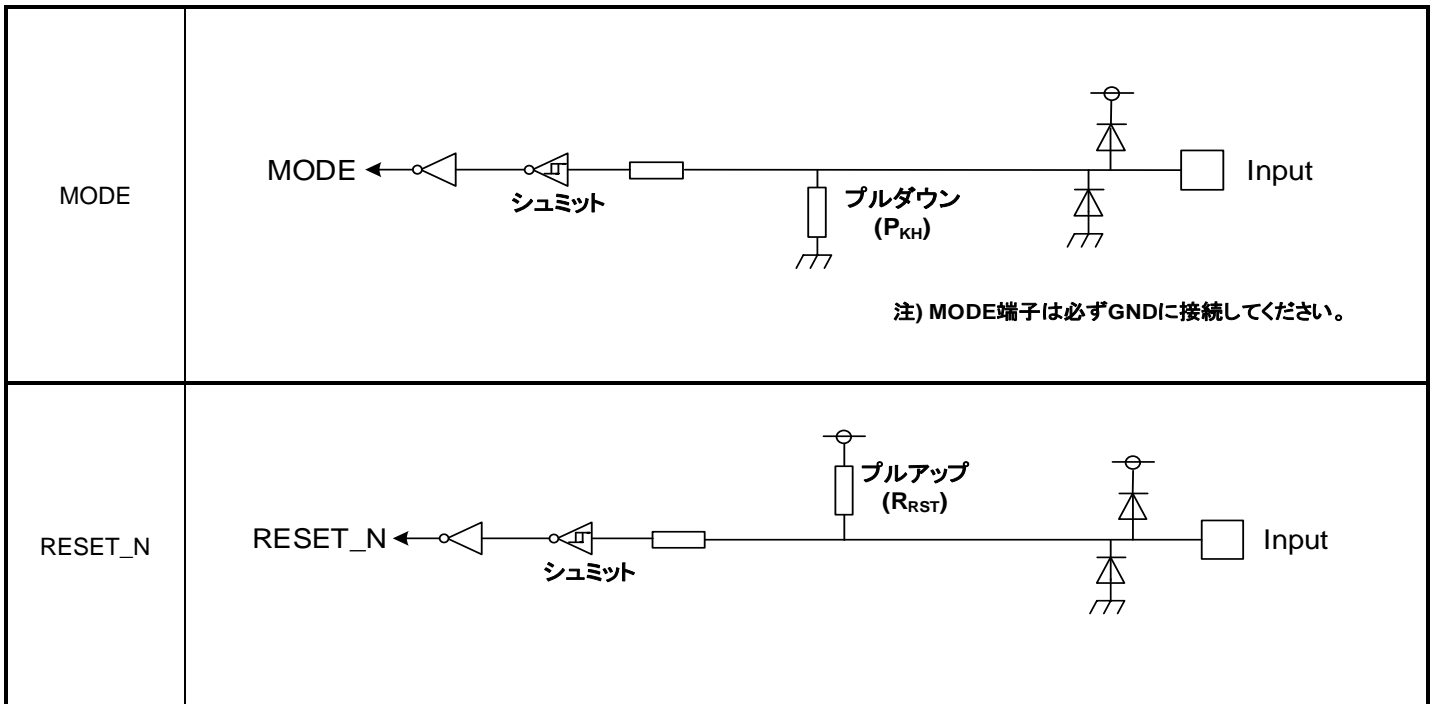 MODE
MODE
シュミット
プルダウン
(PKH)
Input
注) MODE端子は必ずGNDに接続してください。
RESET_N
RESET_N
シュミット
プルアップ
(RRST)
Input